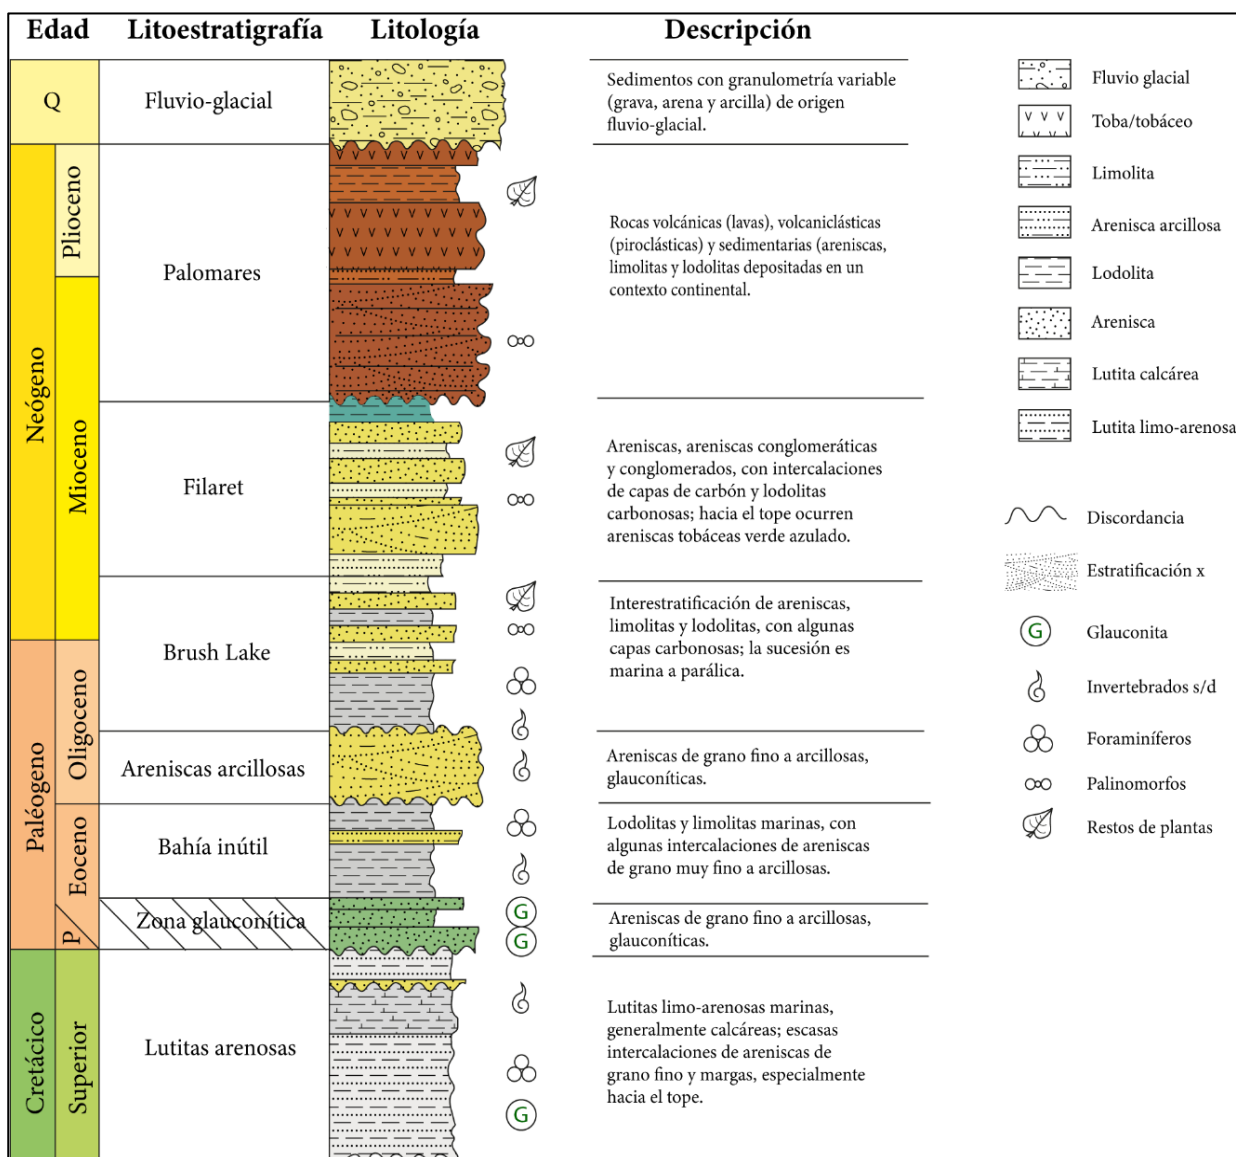 Edad Litoestratigrafía Litología Descripción
Q
Fluvio-glacial
Sedimentos con granulometría variable
(grava, arena y arcilla) de origen
fluvio-glacial.
Neógeno
Plioceno
Mioceno
Palomares
Rocas volcánicas (lavas), volcaniclásticas
(piroclásticas) y sedimentarias (areniscas,
limolitas y lodolitas depositadas en un
contexto continental.
Filaret
Areniscas, areniscas conglomeráticas
y conglomerados, con intercalaciones
de capas de carbón y lodolitas
carbonosas; hacia el tope ocurren
areniscas tobáceas verde azulado.
Brush Lake
Interestratificación de areniscas,
limolitas y lodolitas, con algunas
capas carbonosas; la sucesión es
marina a parálica.
Paléogeno
Oligoceno
Areniscas arcillosas
Areniscas de grano fino a arcillosas,
glauconíticas.
Eoceno
Bahía inútil
Lodolitas y limolitas marinas, con
algunas intercalaciones de areniscas
de grano muy fino a arcillosas.
P
Zona glauconítica
G
G
Areniscas de grano fino a arcillosas,
glauconíticas.
Cretácico
Superior
Lutitas arenosas
G
Lutitas limo-arenosas marinas,
generalmente calcáreas; escasas
intercalaciones de areniscas de
grano fino y margas, especialmente
hacia el tope.
Fluvio glacial
Toba/tobáceo
Limolita
Arenisca arcillosa
Lodolita
Arenisca
Lutita calcárea
Lutita limo-arenosa
Discordancia
Estratificación x
G Glauconita
Invertebrados s/d
Foraminíferos
Palinomorfos
Restos de plantas